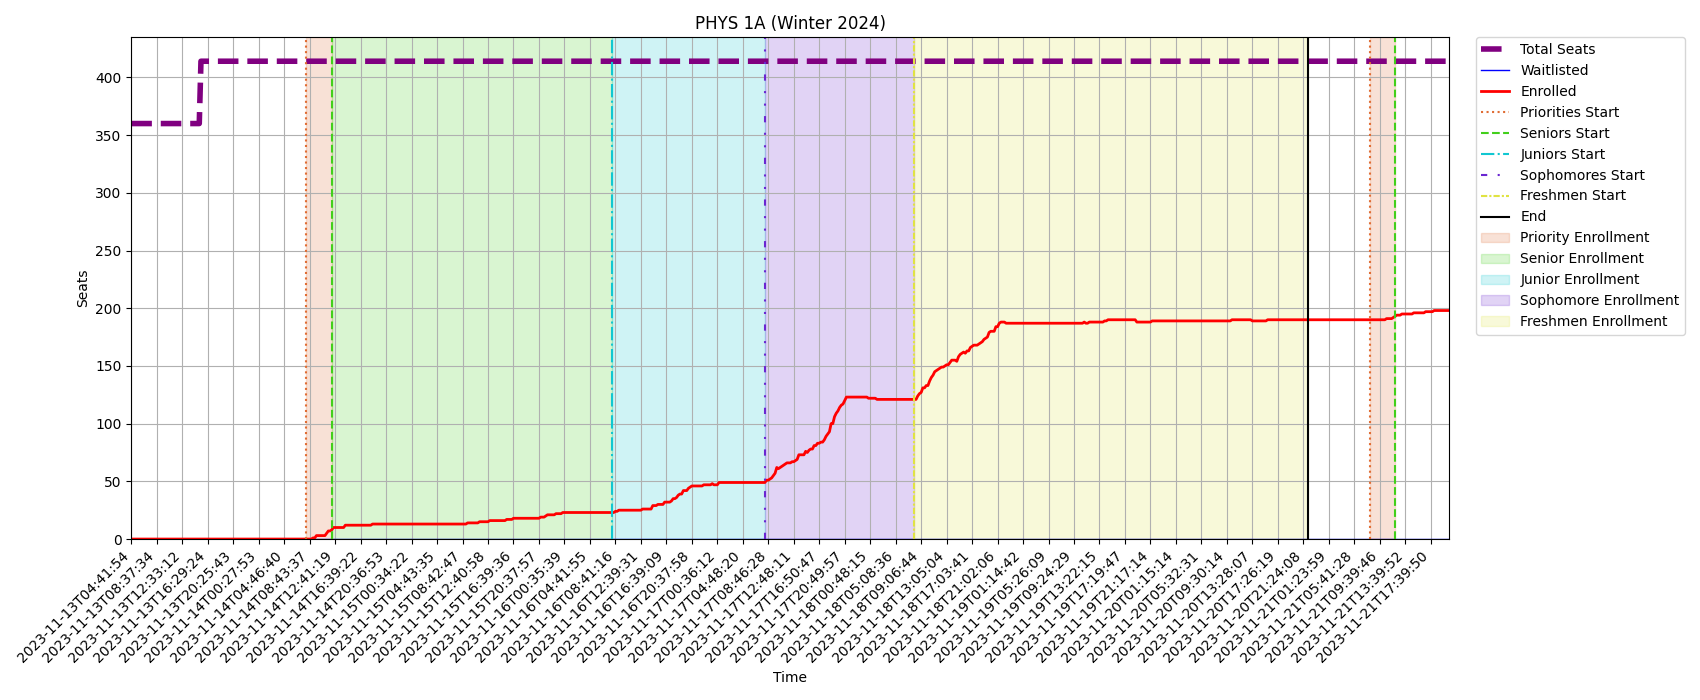 PHYS 1A (Winter 2024)
Seats
400
350
300
250
200
150
100
50
0
2023-11-13T04:41:54
2023-11-13T08:37:34
2023-11-13T12:33:12
2023-11-13T16:29:24
2023-11-13T20:25:43
2023-11-14T00:27:53
2023-11-14T04:46:40
2023-11-14T08:43:37
2023-11-14T12:41:19
2023-11-14T16:39:22
2023-11-14T20:36:53
2023-11-15T00:34:22
2023-11-15T04:43:35
2023-11-15T08:42:47
2023-11-15T12:40:58
2023-11-15T16:39:36
2023-11-15T20:37:57
2023-11-16T00:35:39
2023-11-16T04:41:55
2023-11-16T08:41:16
2023-11-16T12:39:31
2023-11-16T16:39:09
2023-11-16T20:37:58
2023-11-17T00:36:12
2023-11-17T04:48:20
2023-11-17T08:46:28
2023-11-17T12:48:11
2023-11-17T16:50:47
2023-11-17T20:49:57
2023-11-18T00:48:15
2023-11-18T05:08:36
2023-11-18T09:06:44
2023-11-18T13:05:04
2023-11-18T17:03:41
2023-11-18T21:02:06
2023-11-19T01:14:42
2023-11-19T05:26:09
2023-11-19T09:24:29
2023-11-19T13:22:15
2023-11-19T17:19:47
2023-11-19T21:17:14
2023-11-20T01:15:14
2023-11-20T05:32:31
2023-11-20T09:30:14
2023-11-20T13:28:07
2023-11-20T17:26:19
2023-11-20T21:24:08
2023-11-21T01:23:59
2023-11-21T05:41:28
2023-11-21T09:39:46
2023-11-21T13:39:52
2023-11-21T17:39:50
Time
Total Seats
Waitlisted
Enrolled
Priorities Start
Seniors Start
Juniors Start
Sophomores Start
Freshmen Start
End
Priority Enrollment
Senior Enrollment
Junior Enrollment
Sophomore Enrollment
Freshmen Enrollment